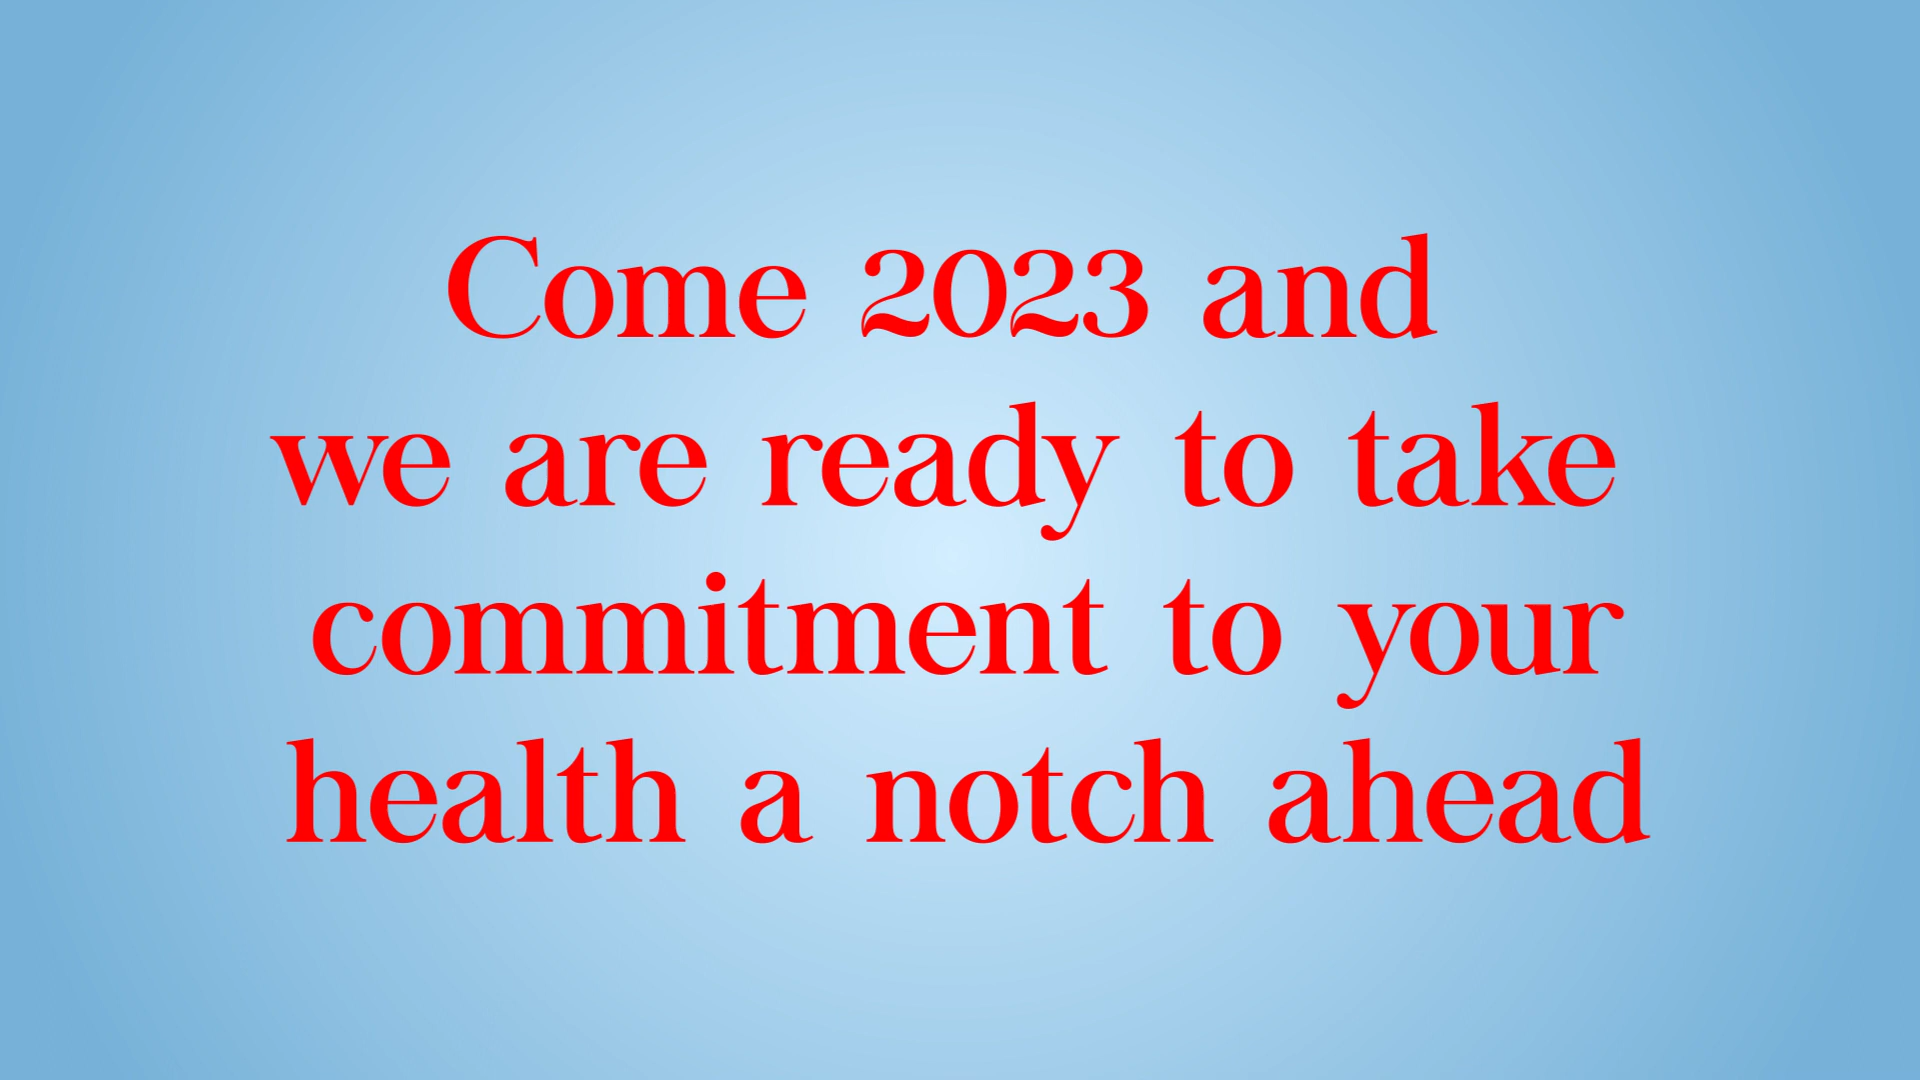 Come 2023 and
we are ready to take
commitment to your
health a notch ahead